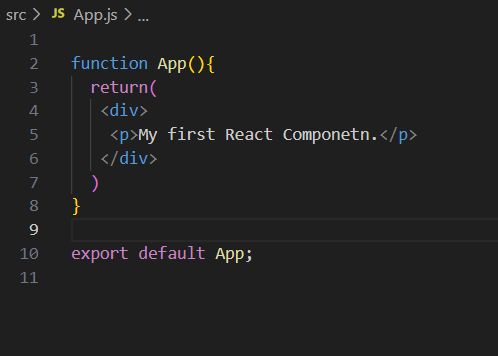 src > JS App.js > ...
1
2 function App(){
3   return(
4    <div>
5     <p>My first React Componetn.</p>
6    </div>
7   )
8 }
9
10 export default App;
11